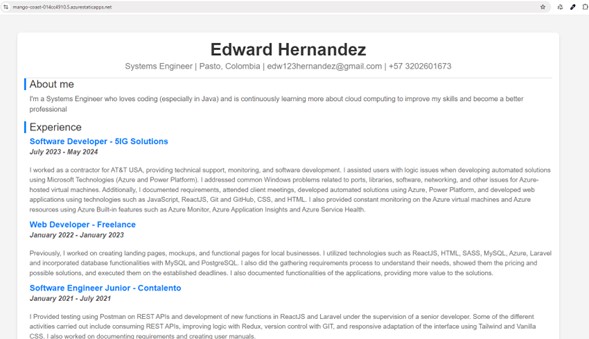 mango-coast-014ccd910.5.azurestaticapps.net
Edward Hernandez
Systems Engineer | Pasto, Colombia | edw123hernandez@gmail.com | +57 3202601673
About me
I'm a Systems Engineer who loves coding (especially in Java) and is continuously learning more about cloud computing to improve my skills and become a better
professional
Experience
Software Developer - 5IG Solutions
July 2023 - May 2024
I worked as a contractor for AT&T USA, providing technical support, monitoring, and software development. I assisted users with logic issues when developing automated solutions
using Microsoft Technologies (Azure and Power Platform). I addressed common Windows problems related to ports, libraries, software, networking, and other issues for Azure-
hosted virtual machines. Additionally, I documented requirements, attended client meetings, developed automated solutions using Azure, Power Platform, and developed web
applications using technologies such as JavaScript, ReactJS, Git and GitHub, CSS, and HTML. I also provided constant monitoring on the Azure virtual machines and Azure
resources using Azure Built-in features such as Azure Monitor, Azure Application Insights and Azure Service Health.
Web Developer - Freelance
January 2022 - January 2023
Previously, I worked on creating landing pages, mockups, and functional pages for local businesses. I utilized technologies such as ReactJS, HTML, SASS, MySQL, Azure, Laravel
and incorporated database functionalities with MySQL and PostgreSQL. I also did the gathering requirements process to understand their needs, showed them the pricing and
possible solutions, and executed them on the established deadlines. I also documented functionalities of the applications, providing more value to the solutions.
Software Engineer Junior - Contalento
January 2021 - July 2021
I Provided testing using Postman on REST APIs and development of new functions in ReactJS and Laravel under the supervision of a senior developer. Some of the different
activities carried out include consuming REST APIs, improving logic with Redux, version control with GIT, and responsive adaptation of the interface using Tailwind and Vanilla
CSS. I also worked on documenting requirements and creating user manuals.